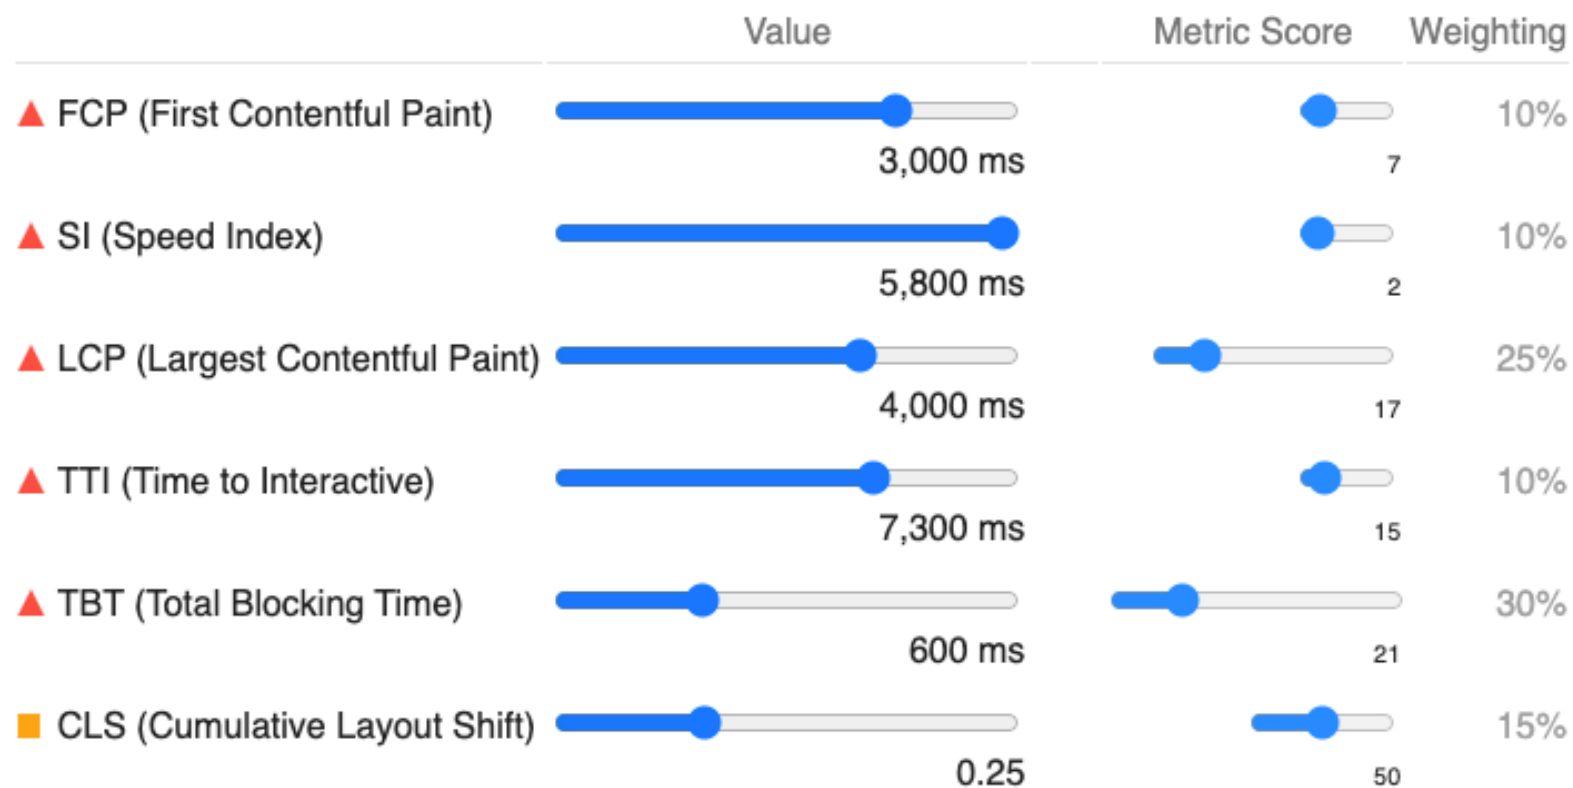 Value Metric Score Weighting
FCP (First Contentful Paint) 10%
3,000 ms 7
SI (Speed Index) 10%
5,800 ms 2
LCP (Largest Contentful Paint) 25%
4,000 ms 17
TTI (Time to Interactive) 10%
7,300 ms 15
TBT (Total Blocking Time) 30%
600 ms 21
CLS (Cumulative Layout Shift) 15%
0.25 50